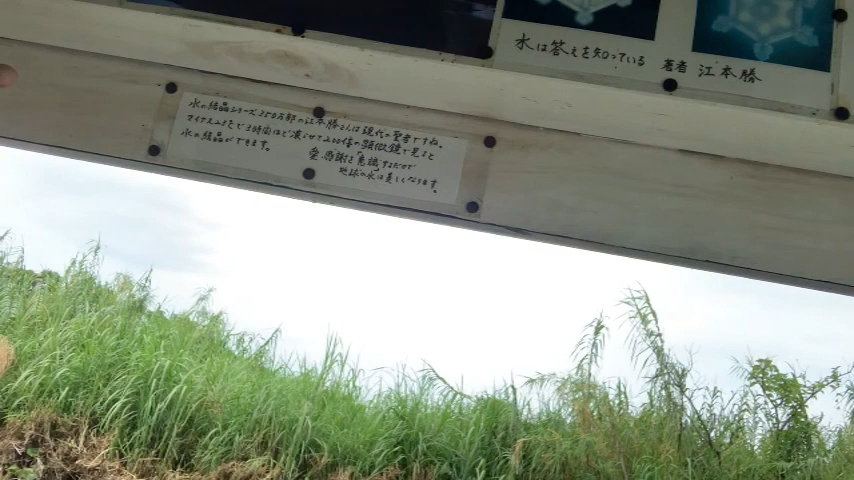 水は答えを知っている 著者 江本勝
水の結晶シリーズ250万部の江本勝さんは現代の聖者ですね。
マイナス25度で3時間ほど凍らせて200倍の顕微鏡で見ると
水の結晶ができます。
愛・感謝を「意識」するだけで
地球の水は美しくなります。